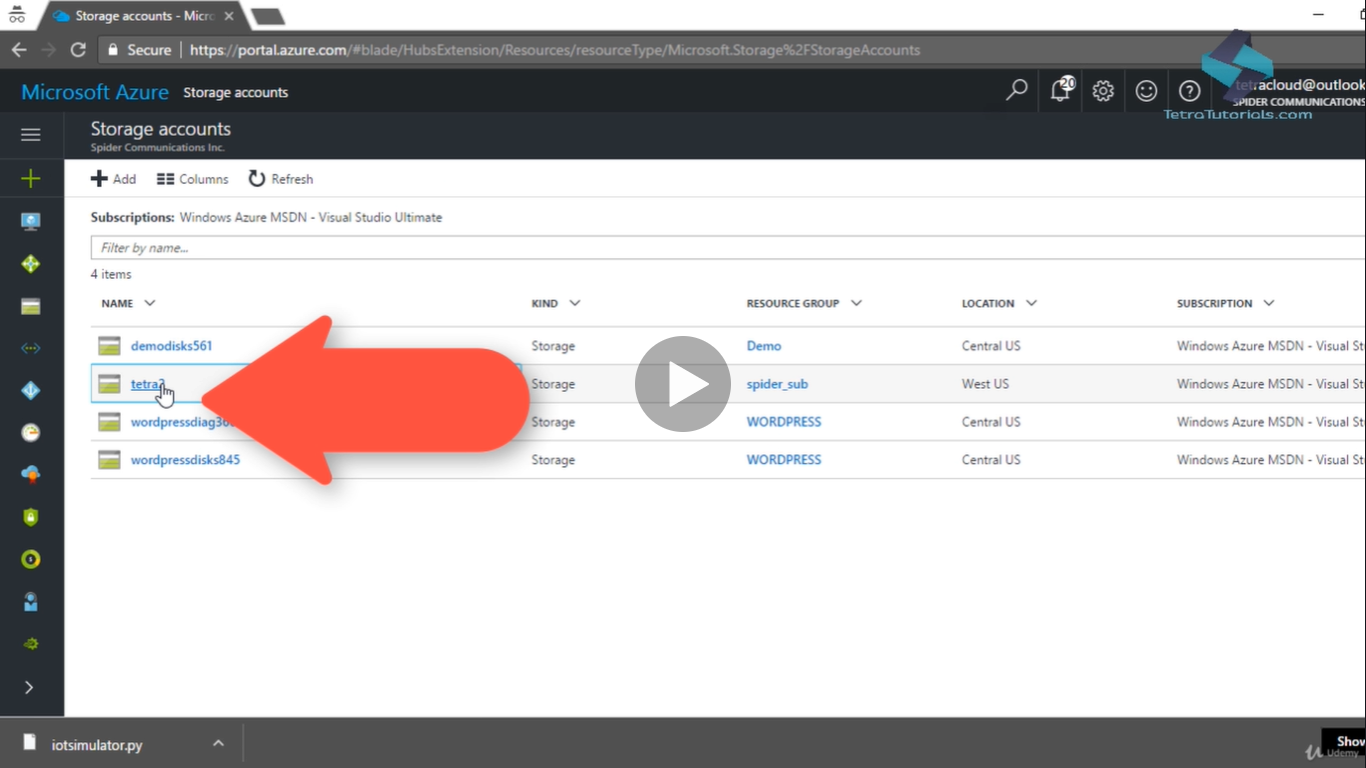 Storage accounts - Micro
Secure
https://portal.azure.com/#blade/HubsExtension/Resources/resourceType/Microsoft.Storage%2FStorageAccounts
Microsoft Azure Storage accounts
20
tetracloud@outlook
SPIDER COMMUNICATIONS
TetraTutorials.com
Storage accounts
Spider Communications Inc.
Add Columns Refresh
Subscriptions: Windows Azure MSDN - Visual Studio Ultimate
Filter by name...
4 items
NAME KIND RESOURCE GROUP LOCATION SUBSCRIPTION
demodisks561 Storage Demo Central US Windows Azure MSDN - Visual St
Storage spider_sub West US Windows Azure MSDN - Visual St
Storage WORDPRESS Central US Windows Azure MSDN - Visual St
wordpressdisks845 Storage WORDPRESS Central US Windows Azure MSDN - Visual St
iotsimulator.py
Show
Udemy